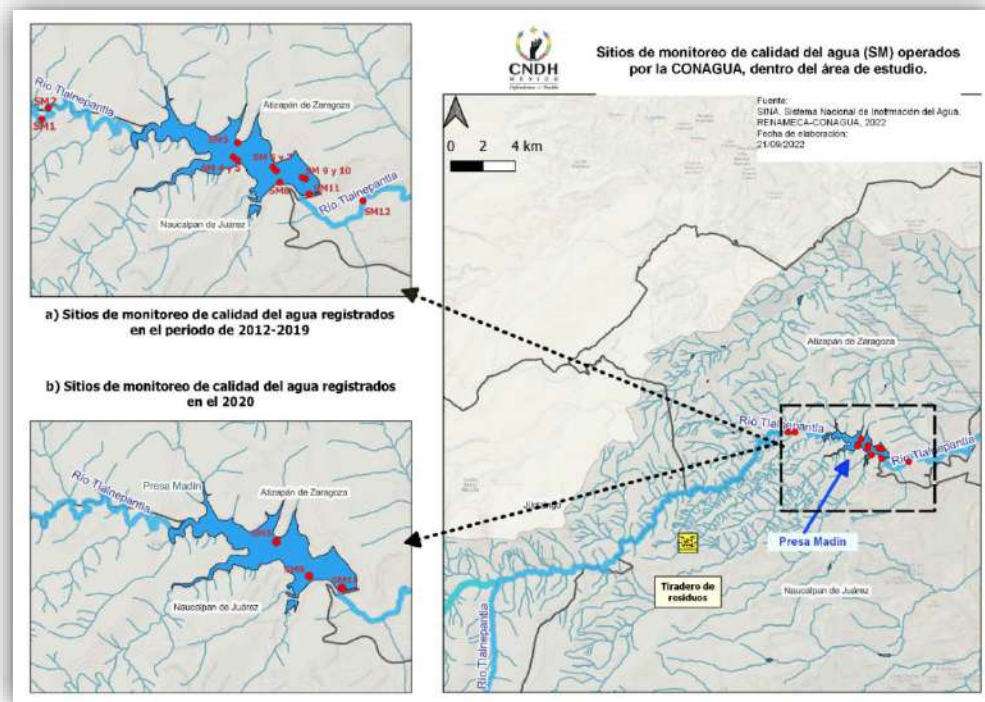 SM2
SM1
Río Tlalnepantla
Atizapán de Zaragoza
SM3
SM 9 y 10
SM11
Río Tlalnepantla
SM12
Naucalpan de Juárez
a) Sitios de monitoreo de calidad del agua registrados
en el periodo de 2012-2019
b) Sitios de monitoreo de calidad del agua registrados
en el 2020
Río Tlalnepantla
Presa Madín
Atizapán de Zaragoza
Naucalpan de Juárez
CNDH
MÉXICO
Defendemos al Pueblo
Sitios de monitoreo de calidad del agua (SM) operados
por la CONAGUA, dentro del área de estudio.
Fuente:
SINA. Sistema Nacional de Inofrmación del Agua.
RENAMECA-CONAGUA, 2022
Fecha de elaboración:
21/09/2022
0 2 4 km
Atizapán de Zaragoza
Río Tlalnepantla
Río Tlalnepantla
Presa Madín
Tiradero de
residuos
Naucalpan de Juárez
Río Tlalnepantla